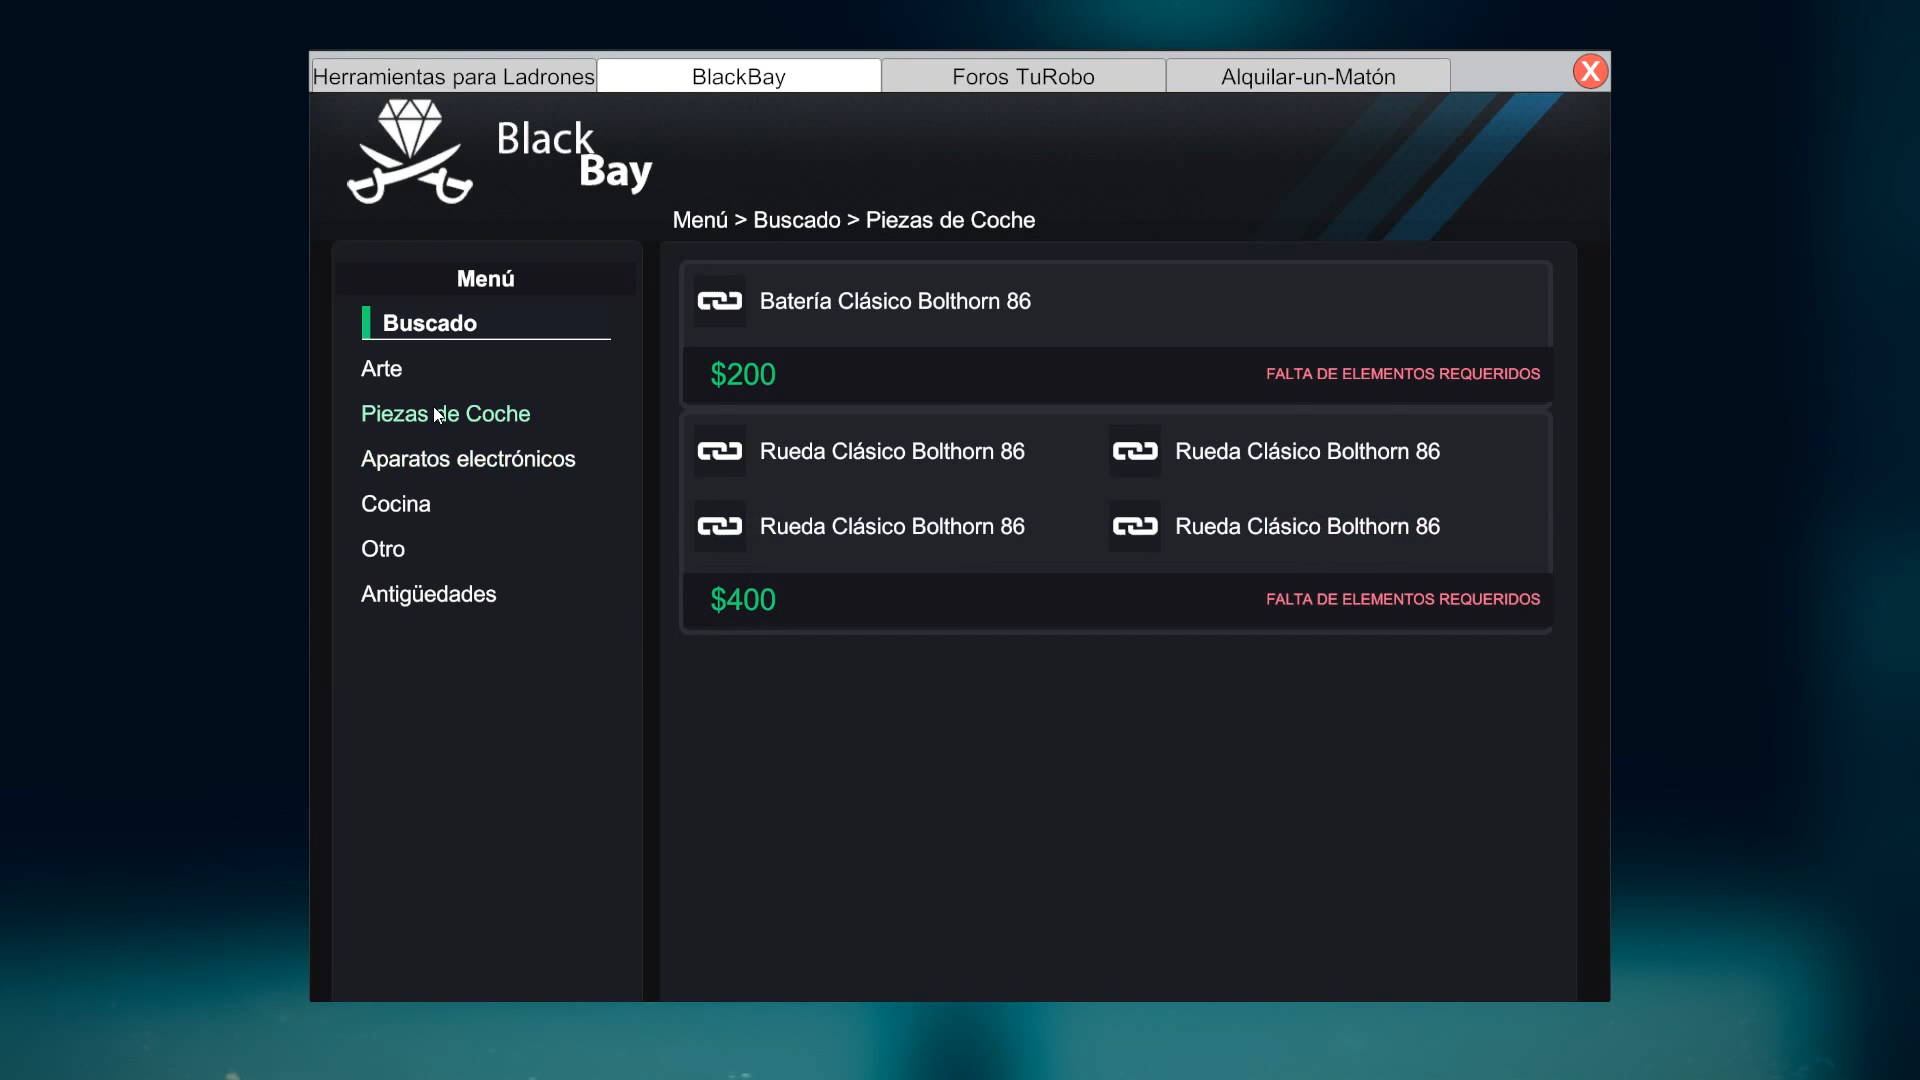 Herramientas para Ladrones BlackBay Foros TuRobo Alquilar-un-Matón X
Black
Bay
Menú > Buscado > Piezas de Coche
Menú
Buscado
Arte
Piezas de Coche
Aparatos electrónicos
Cocina
Otro
Antigüedades
Batería Clásico Bolthorn 86
$200 FALTA DE ELEMENTOS REQUERIDOS
Rueda Clásico Bolthorn 86 Rueda Clásico Bolthorn 86
Rueda Clásico Bolthorn 86 Rueda Clásico Bolthorn 86
$400 FALTA DE ELEMENTOS REQUERIDOS